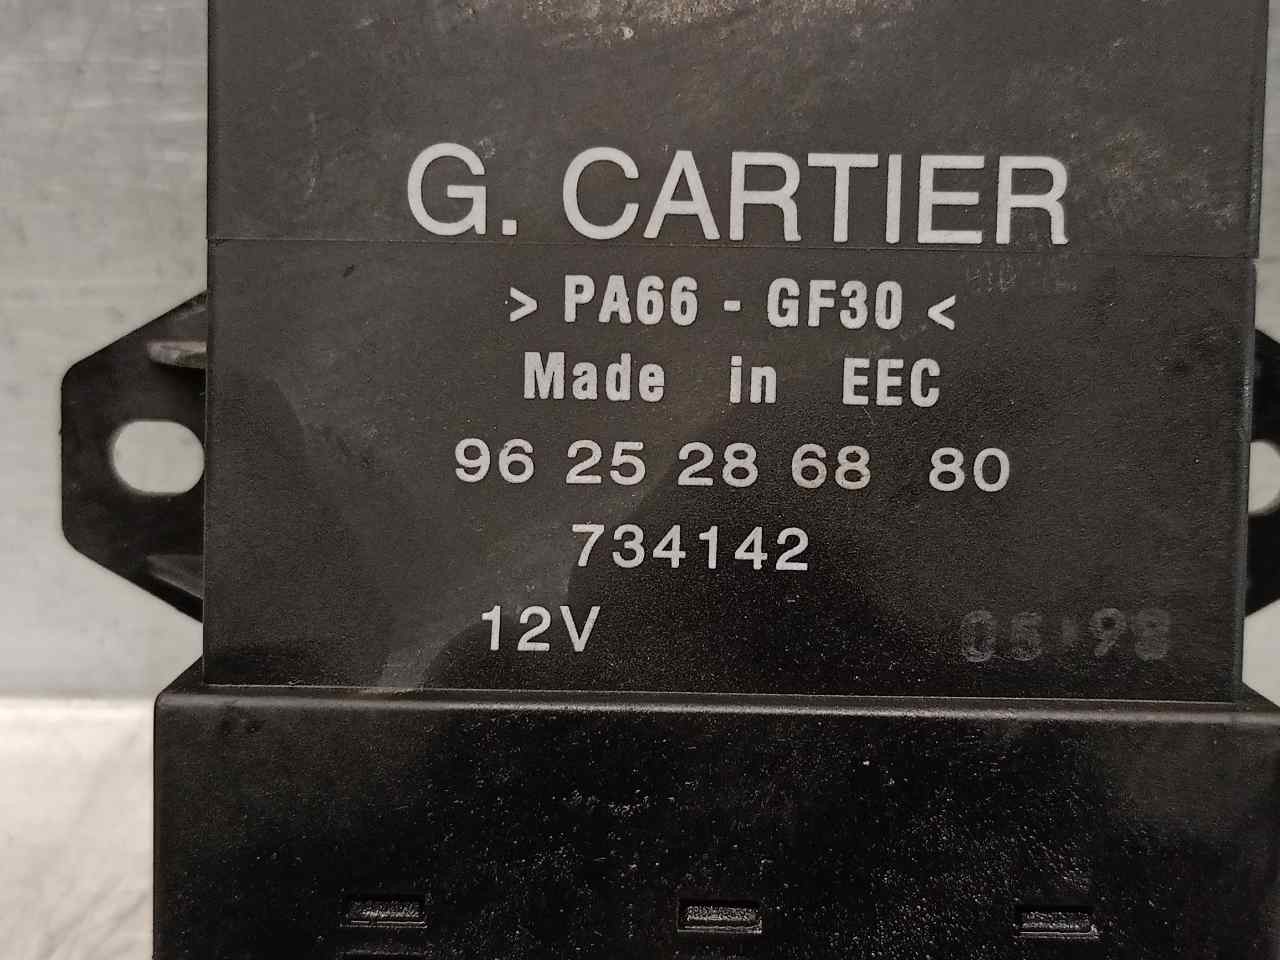 G. CARTIER
> PA66 - GF30 <
Made in EEC
96 25 28 68 80
734142
12V